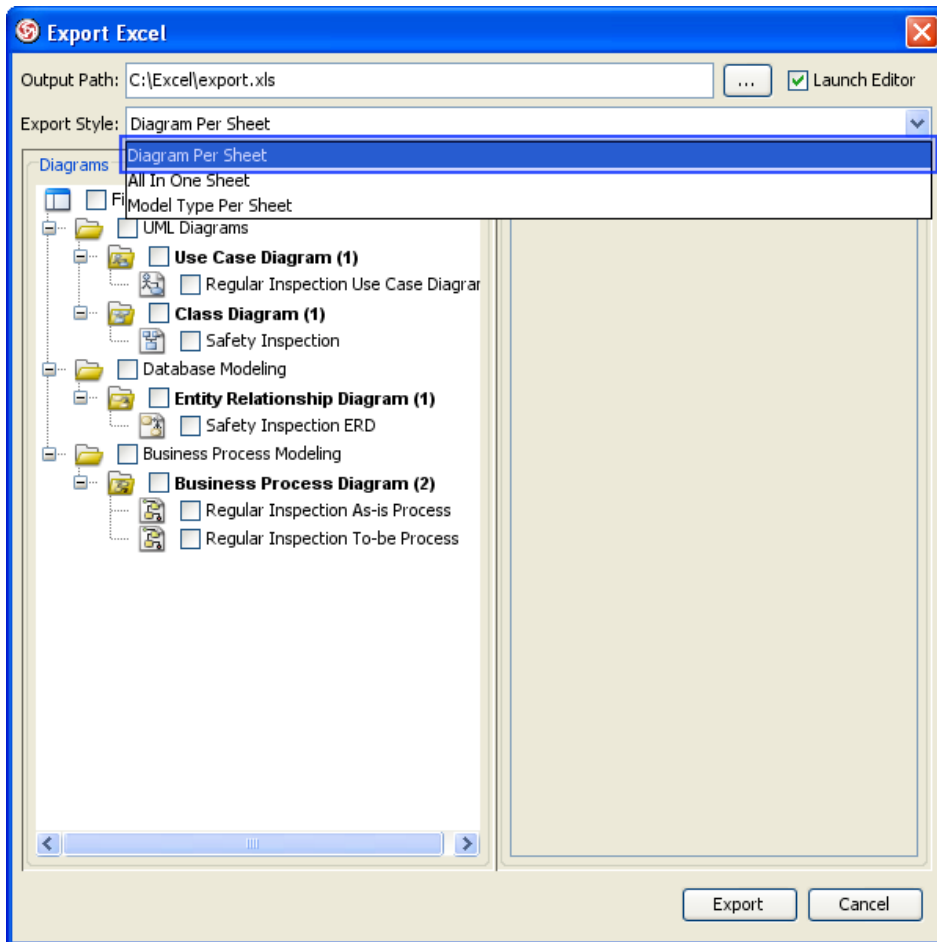 Export Excel
Output Path: C:\Excel\export.xls ... Launch Editor
Export Style: Diagram Per Sheet
Diagram Per Sheet
Diagrams
All In One Sheet
Model Type Per Sheet
UML Diagrams
Use Case Diagram (1)
Regular Inspection Use Case Diagrar
Class Diagram (1)
Safety Inspection
Database Modeling
Entity Relationship Diagram (1)
Safety Inspection ERD
Business Process Modeling
Business Process Diagram (2)
Regular Inspection As-is Process
Regular Inspection To-be Process
Export Cancel